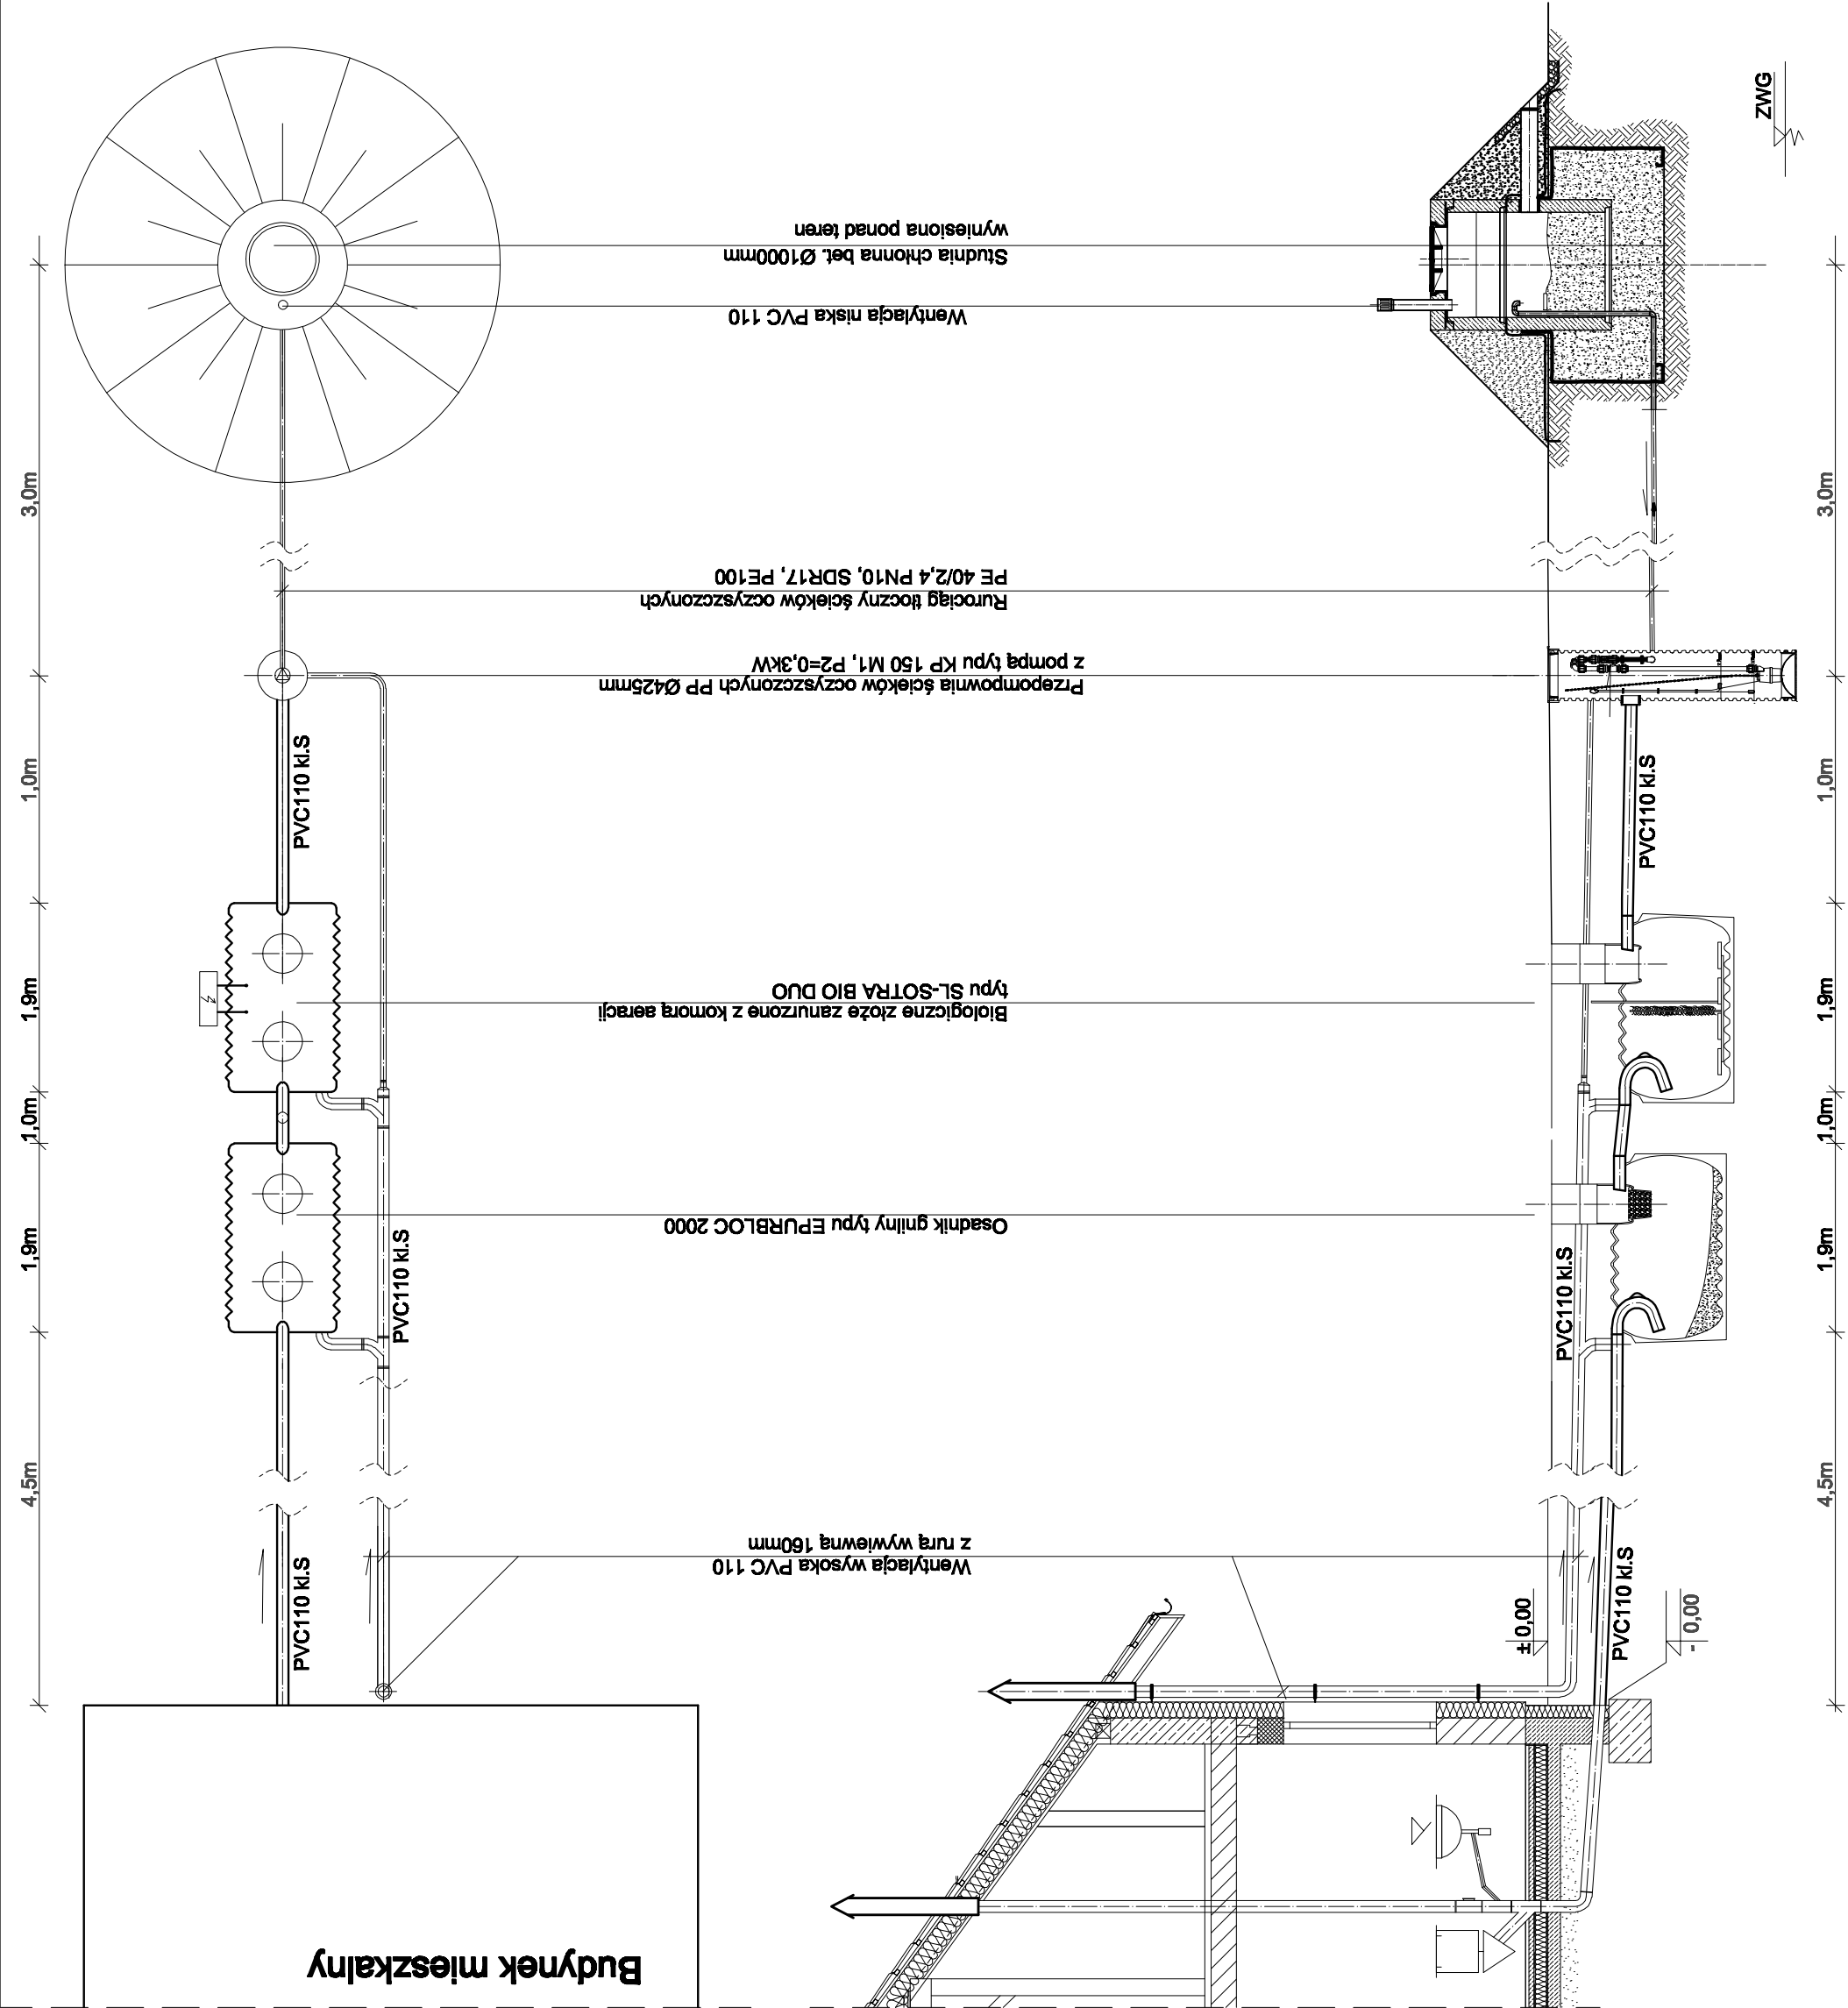 Budynek mieszkalny
4,5m
1,9m
1,0m
1,9m
1,0m
3,0m
PVC110 kl.S
PVC110 kl.S
PVC110 kl.S
Wentylacja wysoka PVC 110
z rurą wywiewną 160mm
Osadnik gnilny typu EPURBLOC 2000
Biologiczne złoże zanurzone z komorą aeracji
typu SL-SOTRA BIO DUO
Przepompownia ścieków oczyszczonych PP Ø425mm
z pompą typu KP 150 M1, P2=0,3kW
Rurociąg tłoczny ścieków oczyszczonych
PE 40/2,4 PN10, SDR17, PE100
Wentylacja niska PVC 110
Studnia chłonna bet. Ø1000mm
wyniesiona ponad teren
±0,00
- 0,00
PVC110 kl.S
PVC110 kl.S
PVC110 kl.S
ZWG
4,5m
1,9m
1,0m
1,9m
1,0m
3,0m